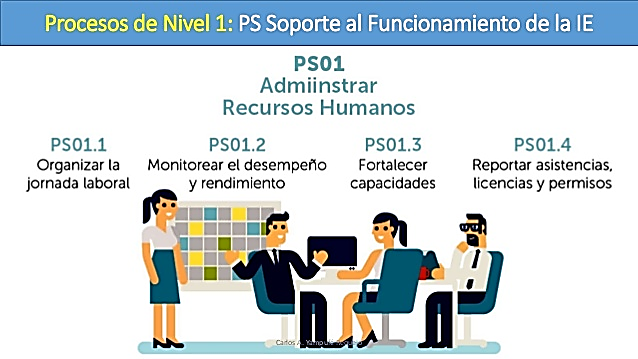 Procesos de Nivel 1: PS Soporte al Funcionamiento de la IE
PS01
Admiinstrar
Recursos Humanos
PS01.1
Organizar la
jornada laboral
PS01.2
Monitorear el desempeño
y rendimiento
PS01.3
Fortalecer
capacidades
PS01.4
Reportar asistencias,
licencias y permisos
Carlos A. Yampufé